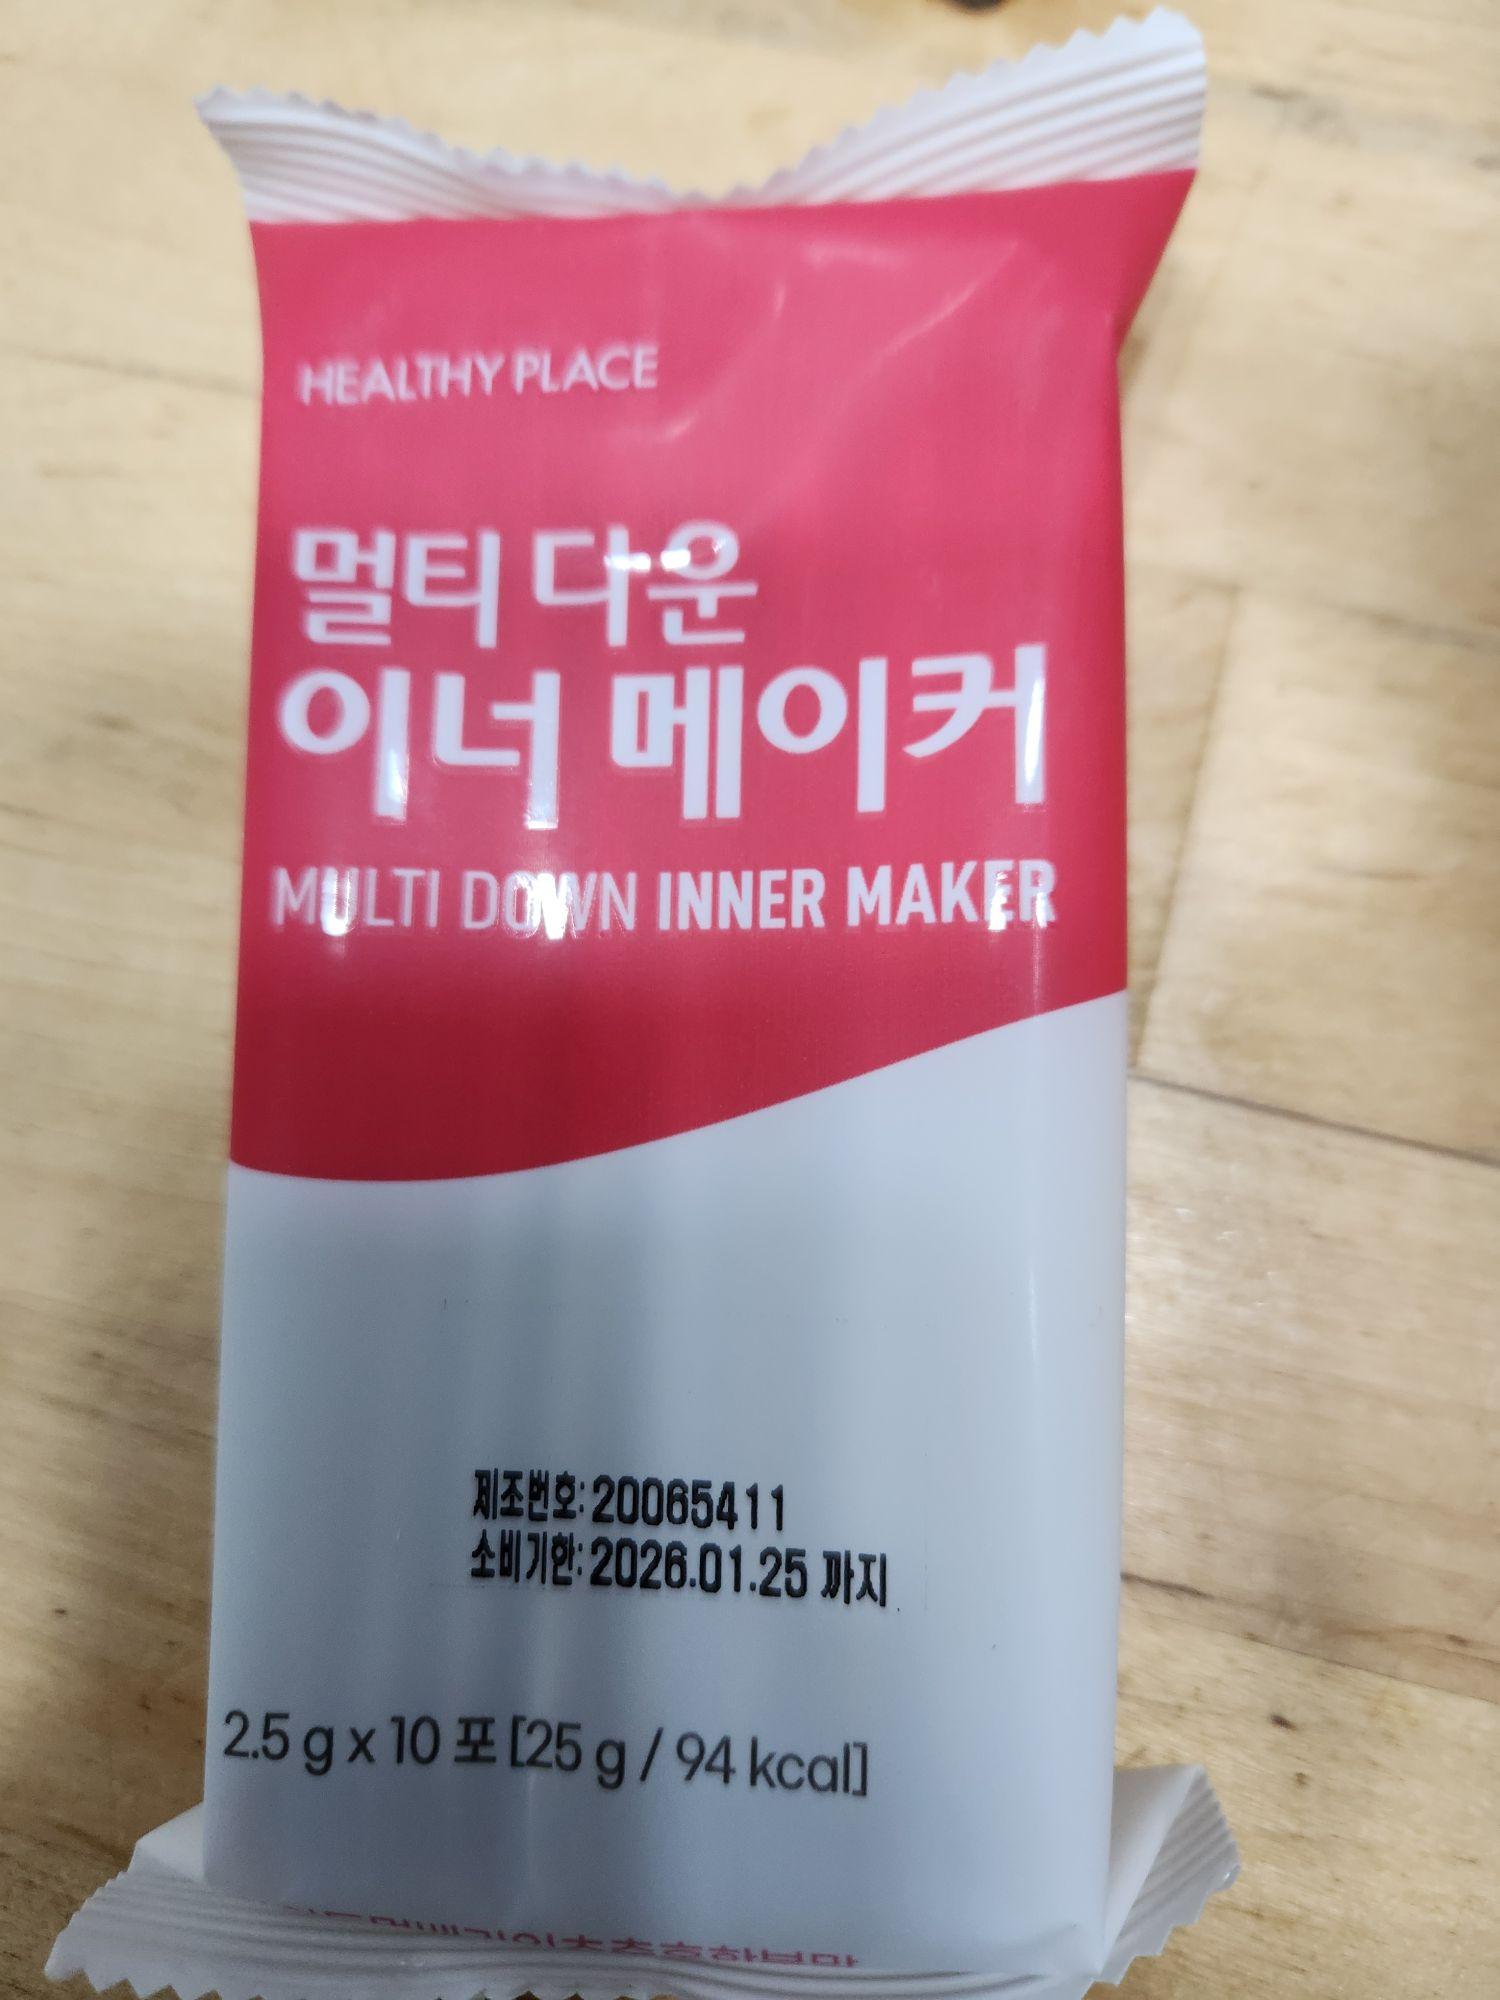 HEALTHY PLACE
멀티 다운
이너 메이커
MULTI DOWN INNER MAKER
제조번호: 20065411
소비기한: 2026.01.25 까지
2.5 g x 10 포 [25 g / 94 kcal]